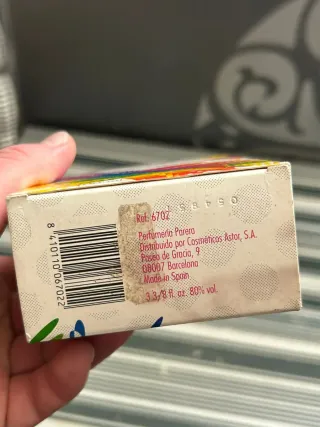 Ref. 6702
Perfumería Parera
Distribuido por Cosméticos Astor, S.A.
Paseo de Gracia, 9
08007 Barcelona
Made in Spain
3.3/8 fl. oz. 80% vol.
8 410110 067022